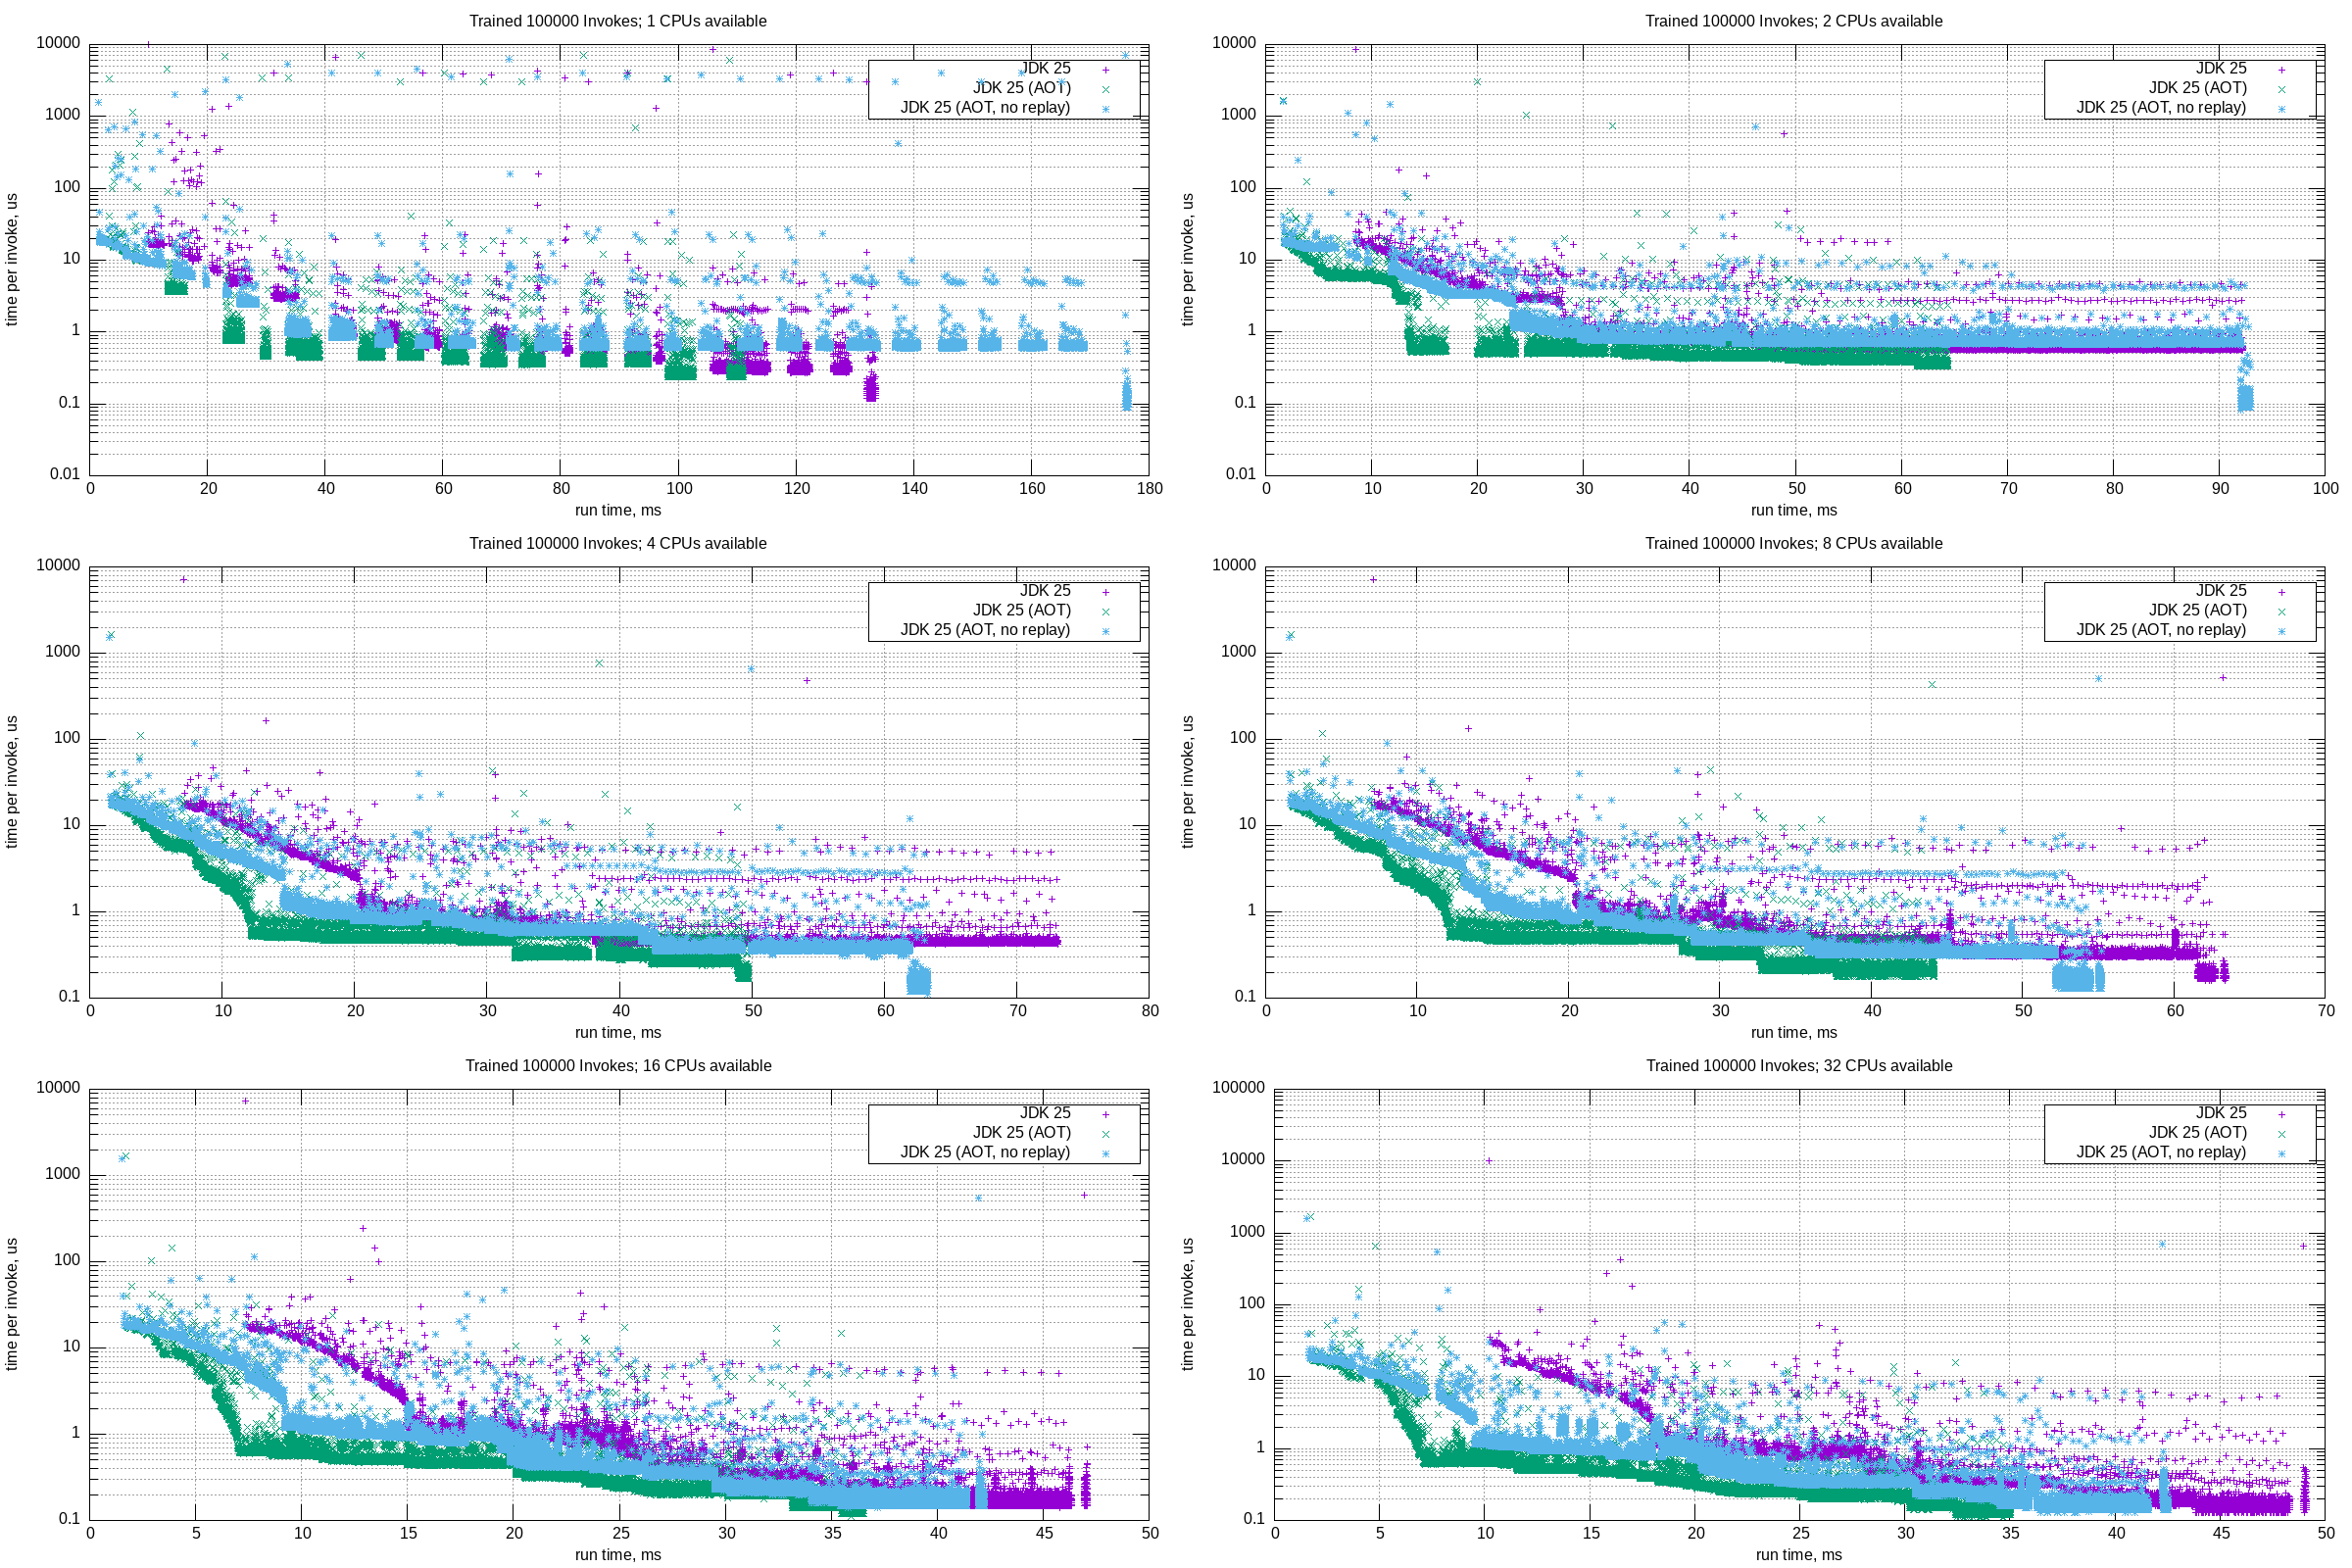 Trained 100000 Invokes; 1 CPUs available
10000
1000
100
10
1
0.1
0.01
time per invoke, us
JDK 25
JDK 25 (AOT)
JDK 25 (AOT, no replay)
0 20 40 60 80 100 120 140 160 180
run time, ms
Trained 100000 Invokes; 2 CPUs available
10000
1000
100
10
1
0.1
0.01
time per invoke, us
JDK 25
JDK 25 (AOT)
JDK 25 (AOT, no replay)
0 10 20 30 40 50 60 70 80 90 100
run time, ms
Trained 100000 Invokes; 4 CPUs available
10000
1000
100
10
1
0.1
time per invoke, us
JDK 25
JDK 25 (AOT)
JDK 25 (AOT, no replay)
0 10 20 30 40 50 60 70 80
run time, ms
Trained 100000 Invokes; 8 CPUs available
10000
1000
100
10
1
0.1
time per invoke, us
JDK 25
JDK 25 (AOT)
JDK 25 (AOT, no replay)
0 10 20 30 40 50 60 70
run time, ms
Trained 100000 Invokes; 16 CPUs available
10000
1000
100
10
1
0.1
time per invoke, us
JDK 25
JDK 25 (AOT)
JDK 25 (AOT, no replay)
0 5 10 15 20 25 30 35 40 45 50
run time, ms
Trained 100000 Invokes; 32 CPUs available
100000
10000
1000
100
10
1
0.1
time per invoke, us
JDK 25
JDK 25 (AOT)
JDK 25 (AOT, no replay)
0 5 10 15 20 25 30 35 40 45 50
run time, ms